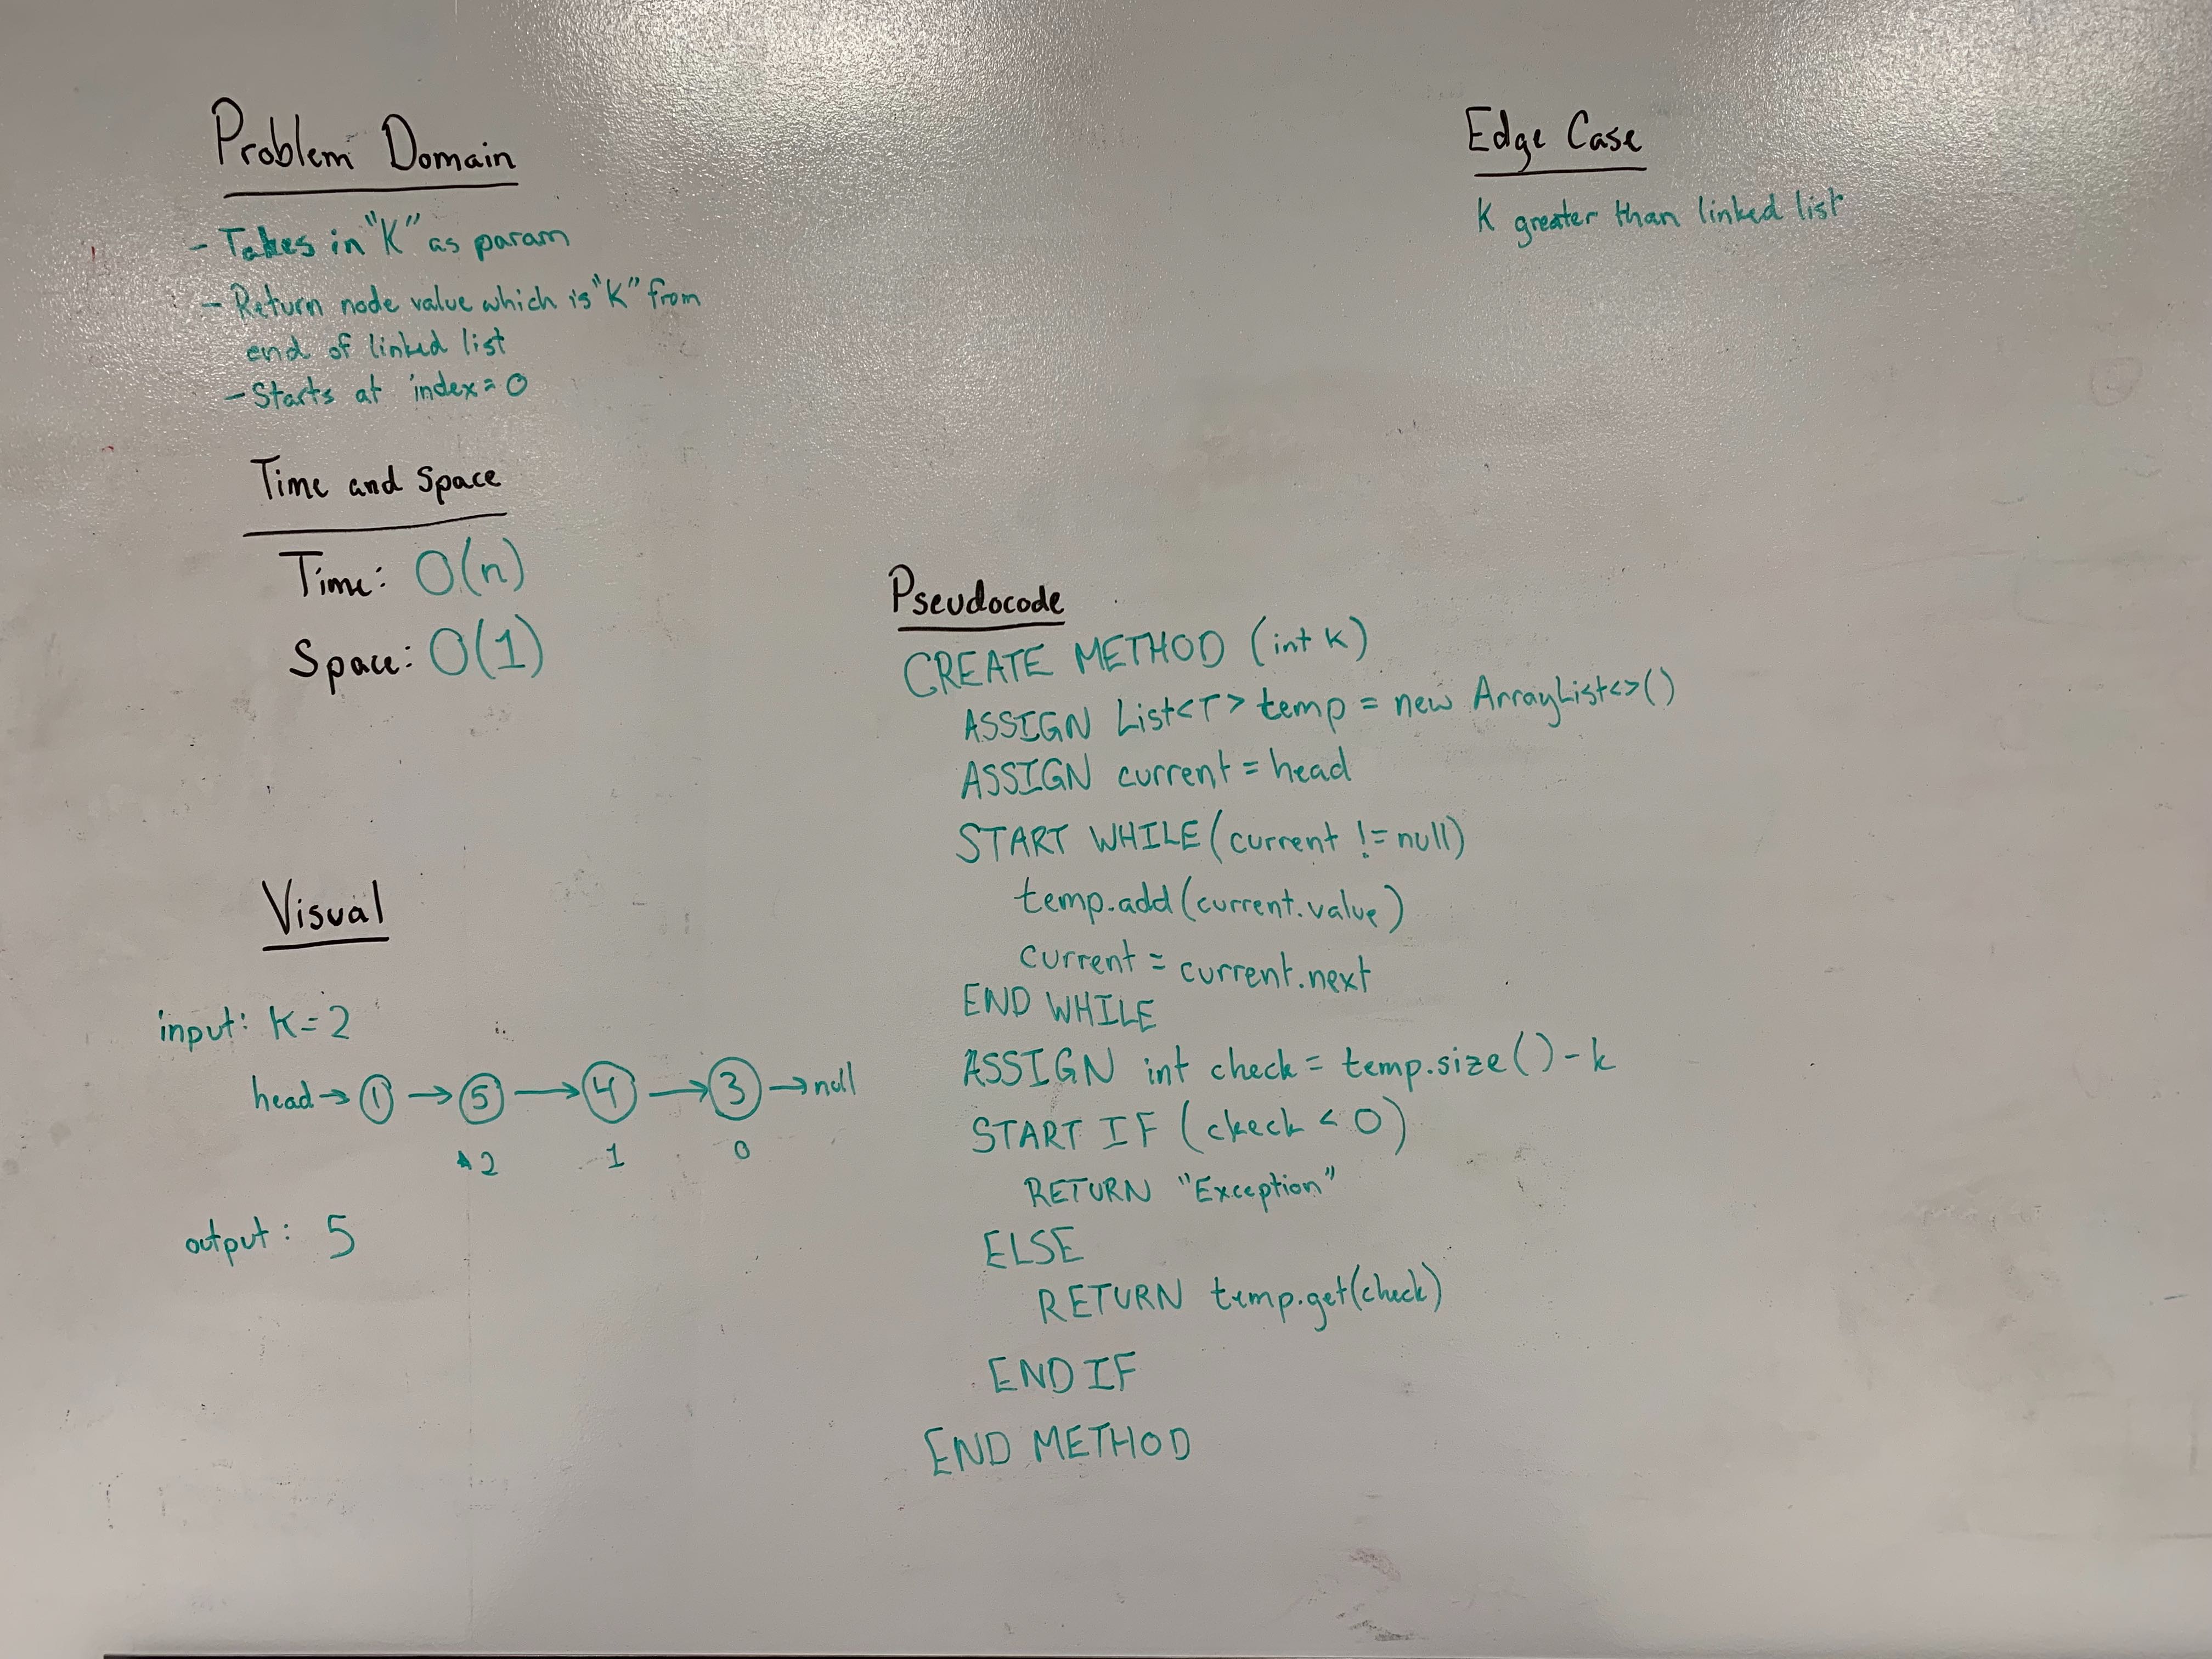 Problem Domain
- Takes in "K" as param
- Return node value which is "K" from
end of linked list
- Starts at index = 0
Time and Space
Time: O(n)
Space: O(1)
Visual
input: K = 2
head → 1 → 5 → 4 → 3 → null
2 1 0
output: 5
Edge Case
K greater than linked list
Pseudocode
CREATE METHOD (int k)
ASSIGN List<T> temp = new ArrayList<>()
ASSIGN current = head
START WHILE (current != null)
temp.add(current.value)
current = current.next
END WHILE
ASSIGN int check = temp.size() - k
START IF (check < 0)
RETURN "Exception"
ELSE
RETURN temp.get(check)
END IF
END METHOD